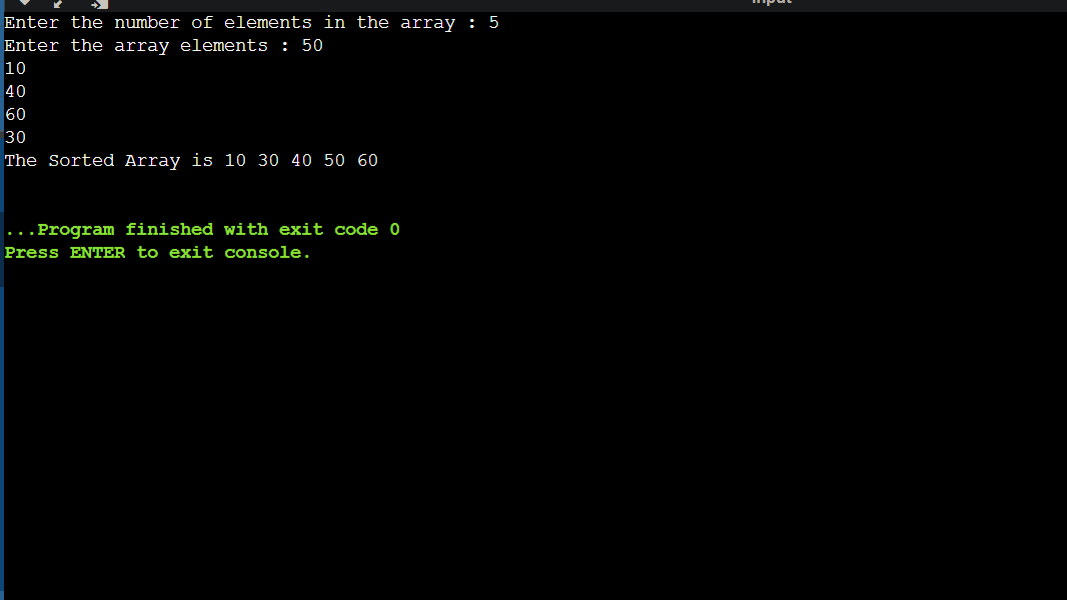 input
Enter the number of elements in the array : 5
Enter the array elements : 50
10
40
60
30
The Sorted Array is 10 30 40 50 60
...Program finished with exit code 0
Press ENTER to exit console.